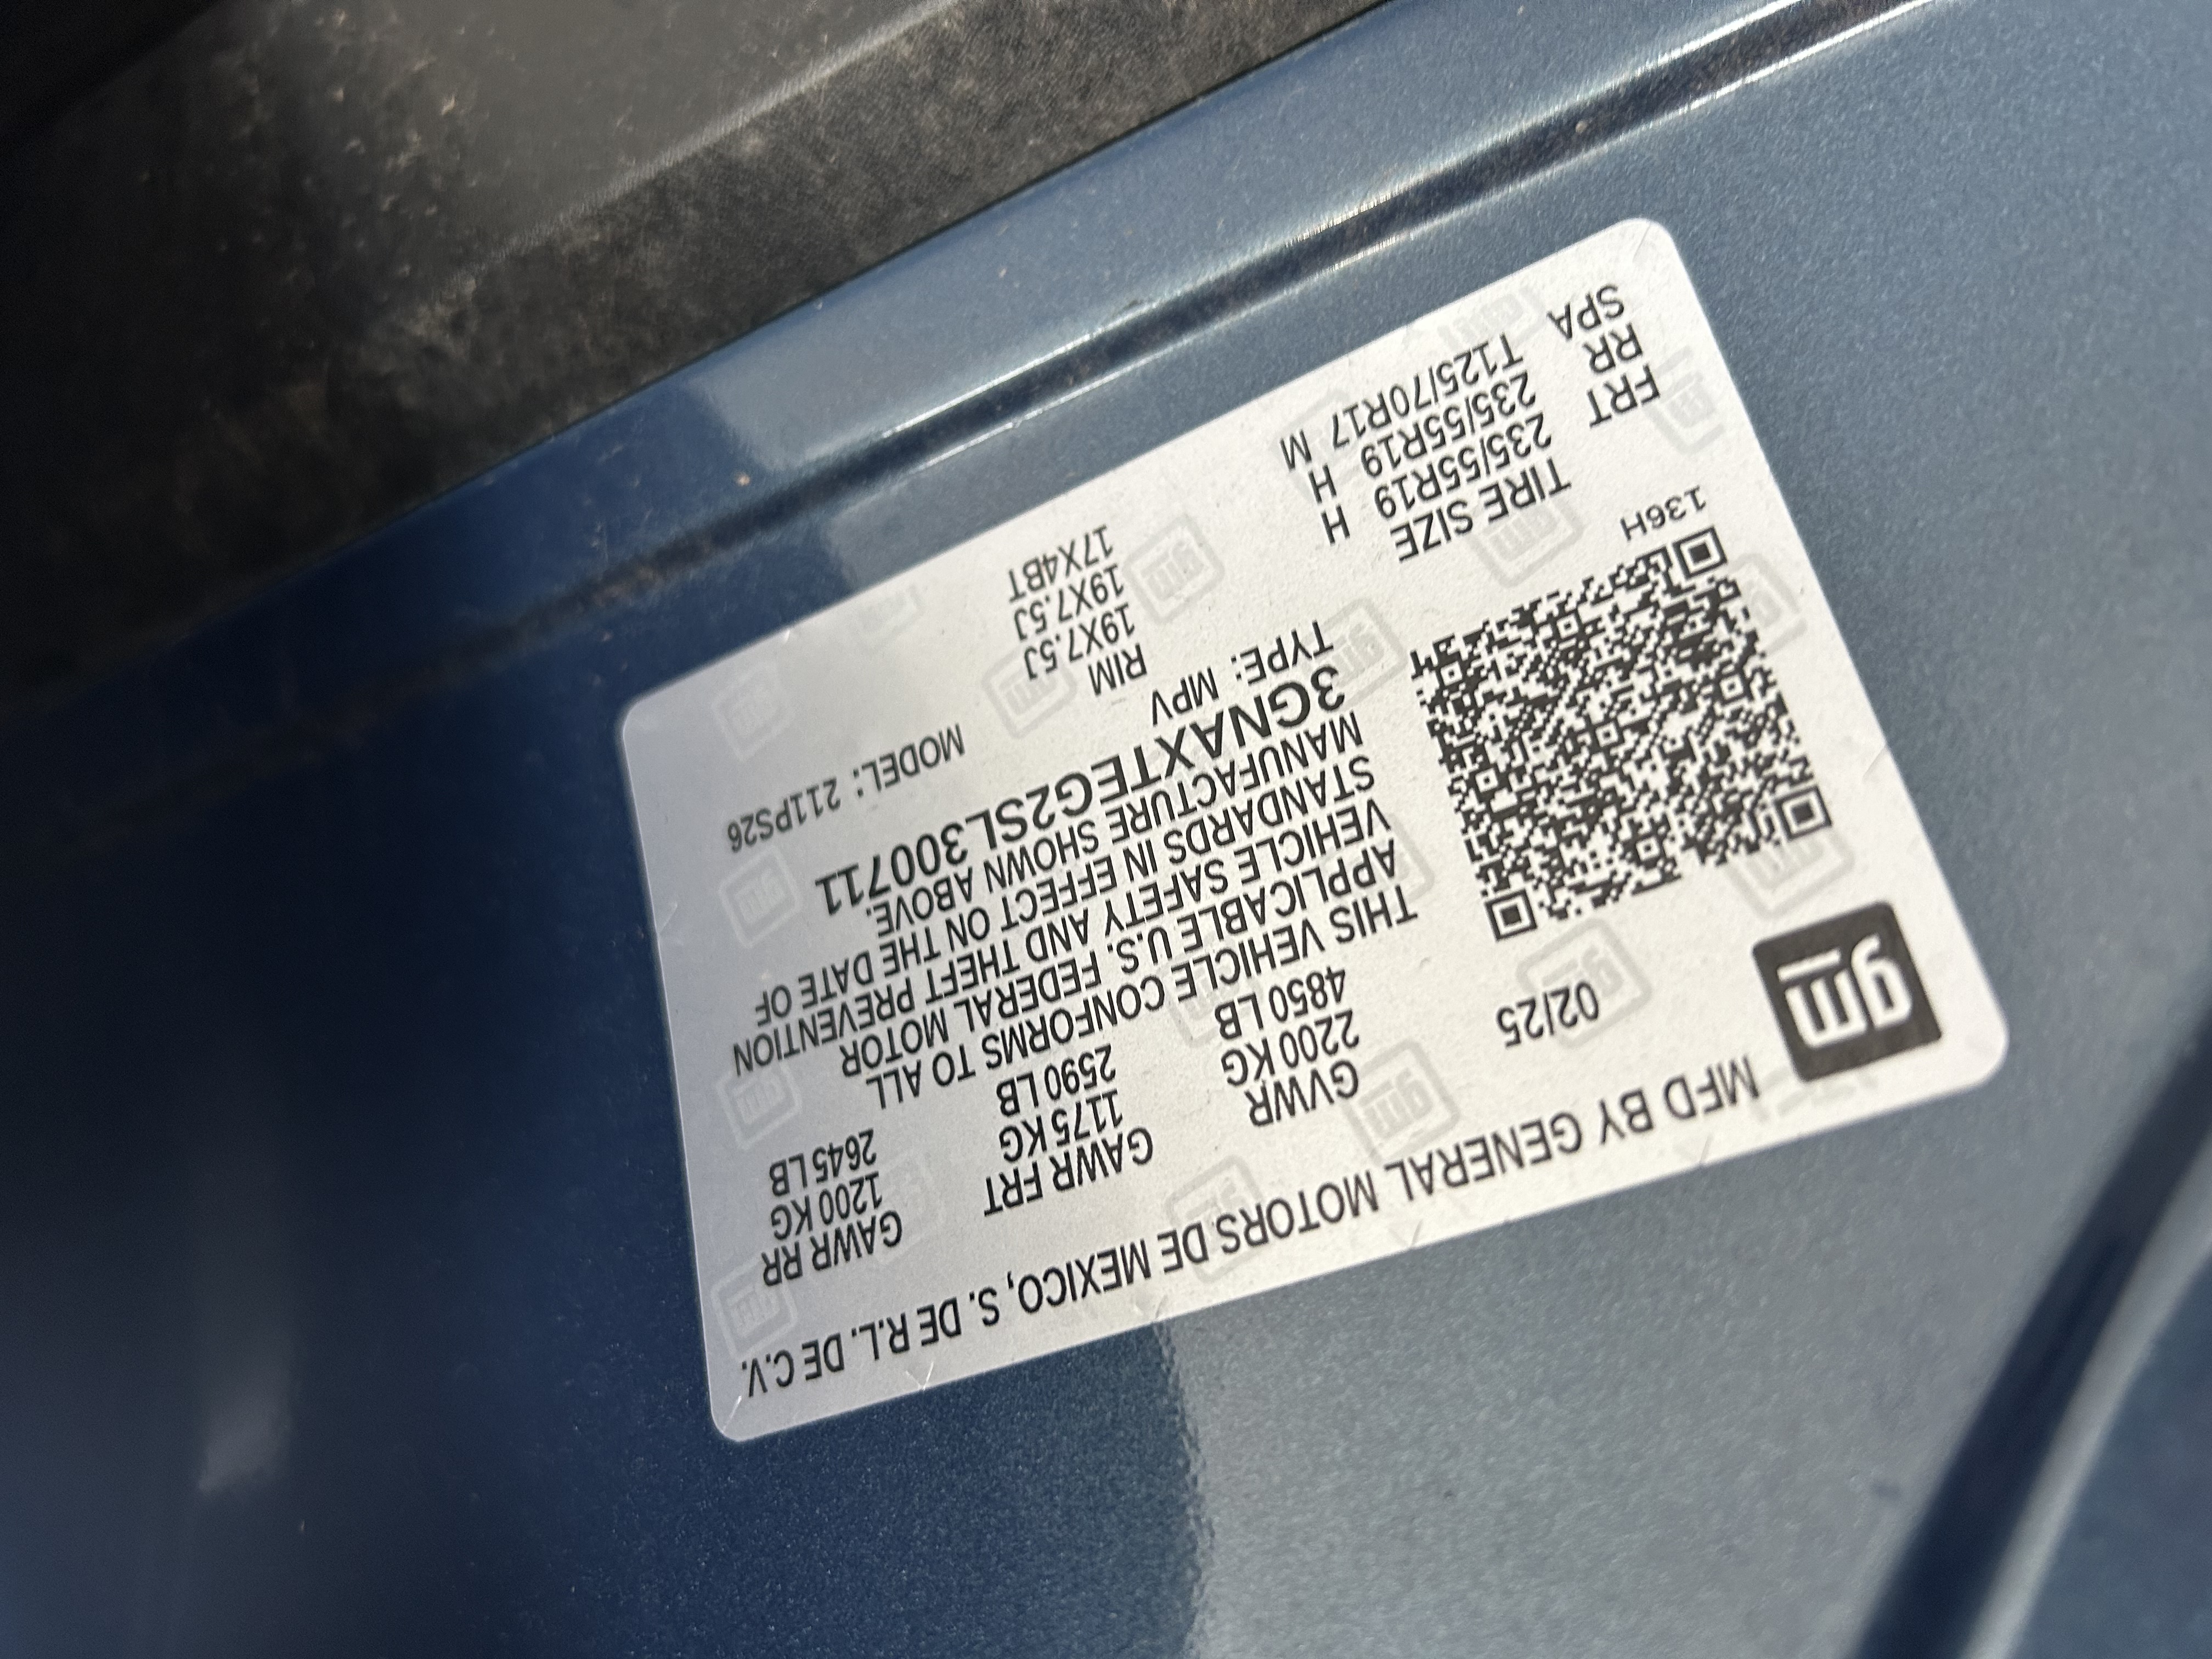 MFD BY GENERAL MOTORS DE MEXICO, S. DE R.L. DE C.V.
gm
02/25
GVWR GAWR FRT GAWR RR
2200 KG 1175 KG 1200 KG
4850 LB 2590 LB 2645 LB
THIS VEHICLE CONFORMS TO ALL
APPLICABLE U.S. FEDERAL MOTOR
VEHICLE SAFETY AND THEFT PREVENTION
STANDARDS IN EFFECT ON THE DATE OF
MANUFACTURE SHOWN ABOVE.
3GNAXTEG2SL300711
TYPE: MPV MODEL: 211PS26
136H
TIRE SIZE RIM
FRT 235/55R19 H 19X7.5J
RR 235/55R19 H 19X7.5J
SPA T125/70R17 M 17X4BT